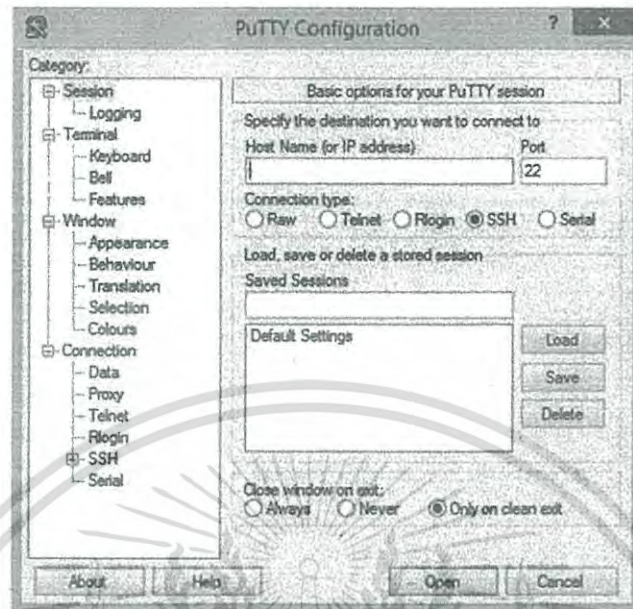 PuTTY Configuration
? x
Category:
Session
Logging
Terminal
Keyboard
Bell
Features
Window
Appearance
Behaviour
Translation
Selection
Colours
Connection
Data
Proxy
Telnet
Rlogin
SSH
Serial
Basic options for your PuTTY session
Specify the destination you want to connect to
Host Name (or IP address) Port
22
Connection type:
Raw Telnet Rlogin SSH Serial
Load, save or delete a stored session
Saved Sessions
Default Settings
Load
Save
Delete
Close window on exit:
Always Never Only on clean exit
About Help Open Cancel